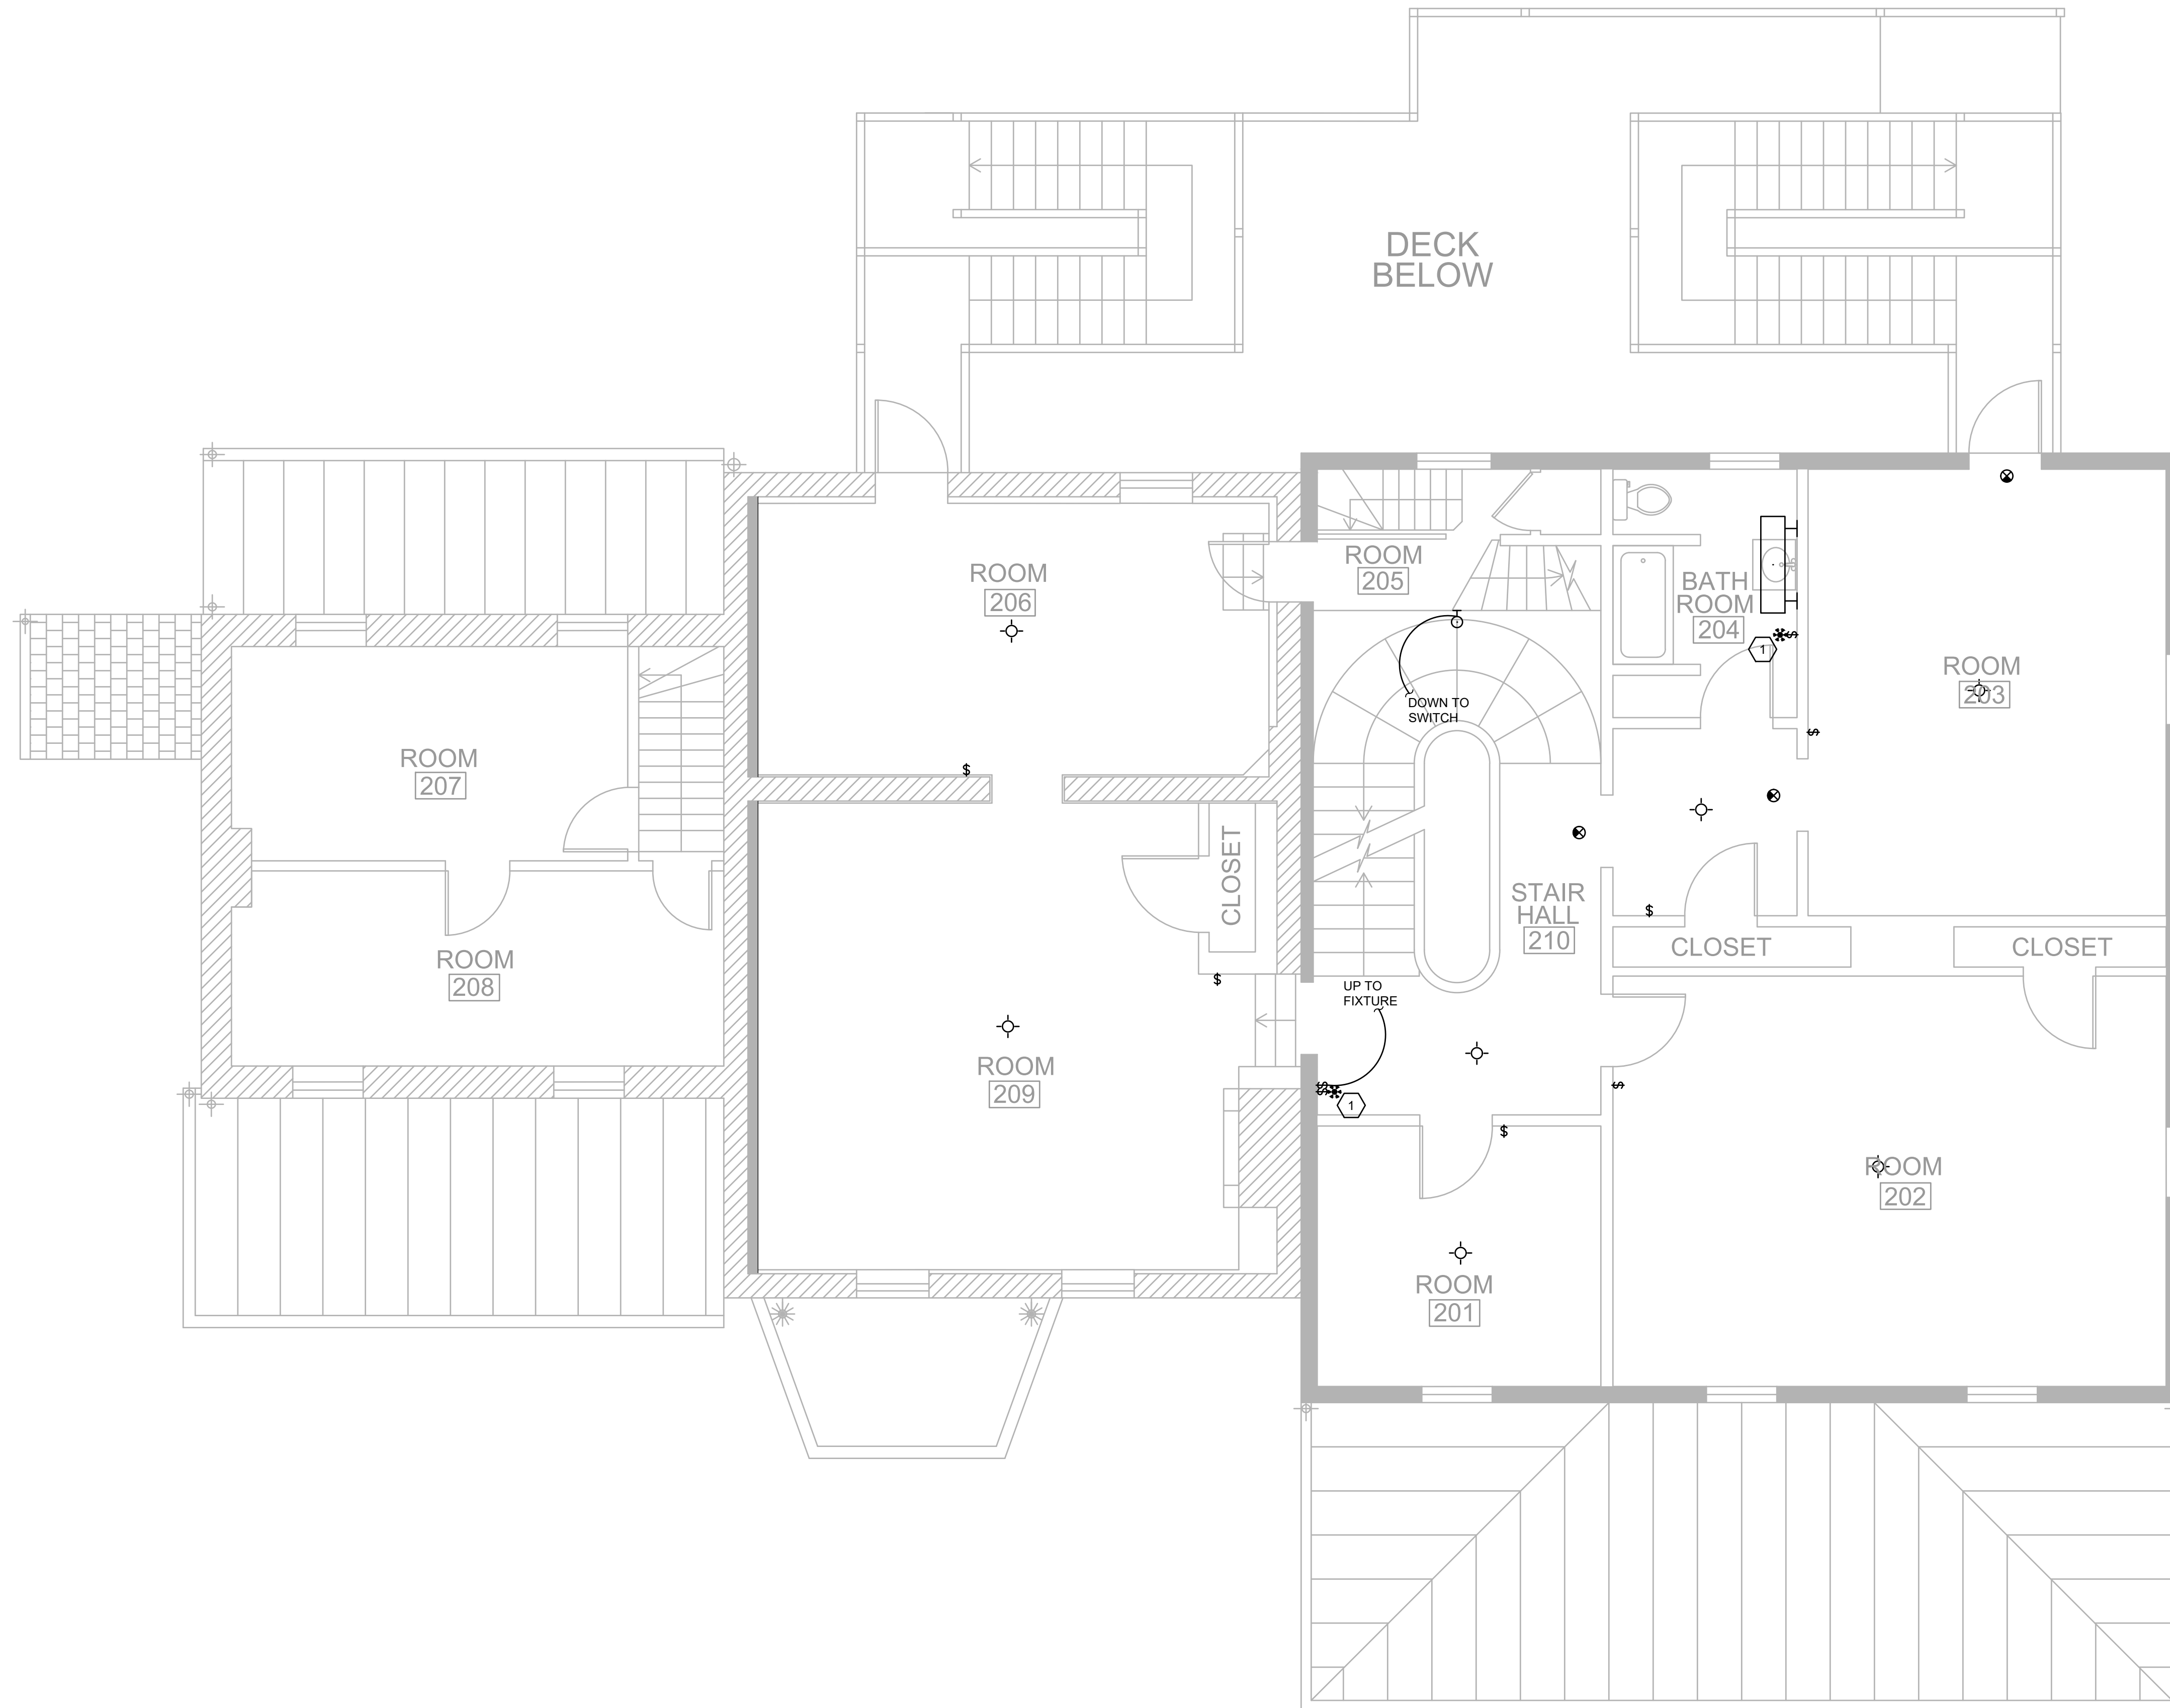 DECK
BELOW
ROOM
206
ROOM
205
BATH
ROOM
204
1
ROOM
203
DOWN TO
SWITCH
ROOM
207
$
$
$
$
CLOSET
STAIR
HALL
210
$
CLOSET
CLOSET
ROOM
208
$
UP TO
FIXTURE
ROOM
209
$
$
$
1
$
ROOM
202
ROOM
201